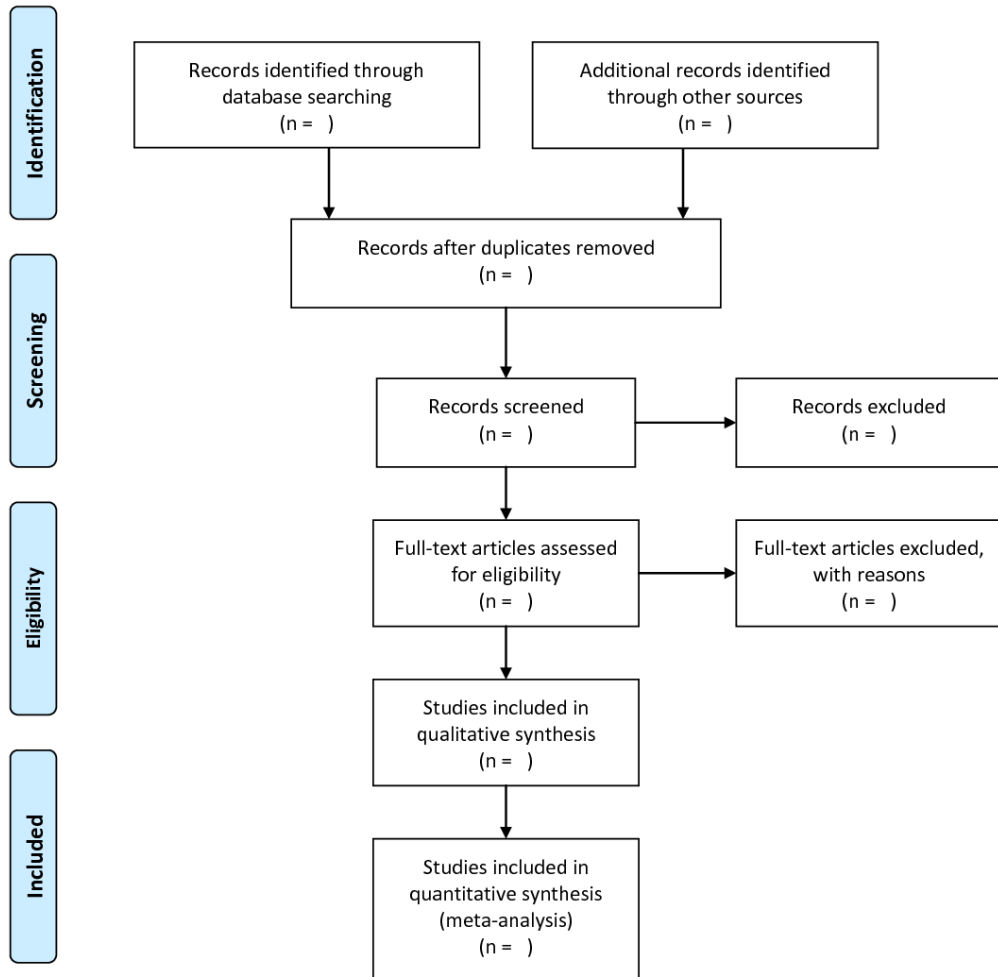 Identification
Records identified through
database searching
(n =   )
Additional records identified
through other sources
(n =   )
Records after duplicates removed
(n =   )
Screening
Records screened
(n =   )
Records excluded
(n =   )
Eligibility
Full-text articles assessed
for eligibility
(n =   )
Full-text articles excluded,
with reasons
(n =   )
Studies included in
qualitative synthesis
(n =   )
Included
Studies included in
quantitative synthesis
(meta-analysis)
(n =   )